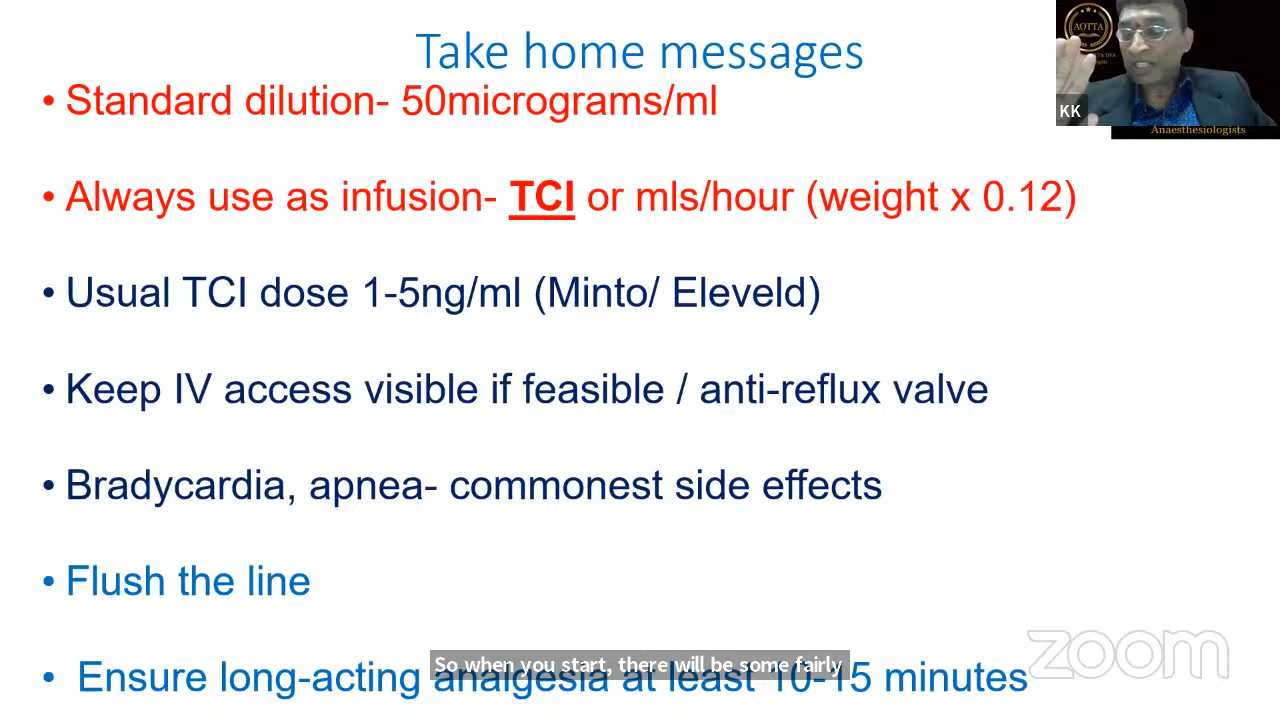 Take home messages
• Standard dilution- 50micrograms/ml
• Always use as infusion- TCI or mls/hour (weight x 0.12)
• Usual TCI dose 1-5ng/ml (Minto/ Eleveld)
• Keep IV access visible if feasible / anti-reflux valve
• Bradycardia, apnea- commonest side effects
• Flush the line
• Ensure long-acting analgesia at least 10-15 minutes
So when you start, there will be some fairly
AOTTA
KK
Anaesthesiologists
zoom